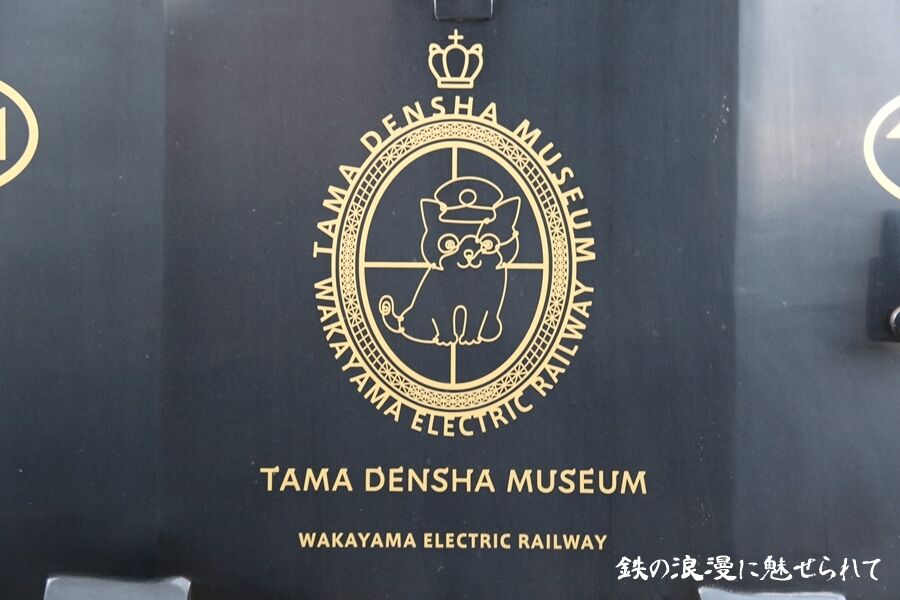 TAMA DENSHA MUSEUM
WAKAYAMA ELECTRIC RAILWAY
TAMA DENSHA MUSEUM
WAKAYAMA ELECTRIC RAILWAY
鉄の浪漫に魅せられて